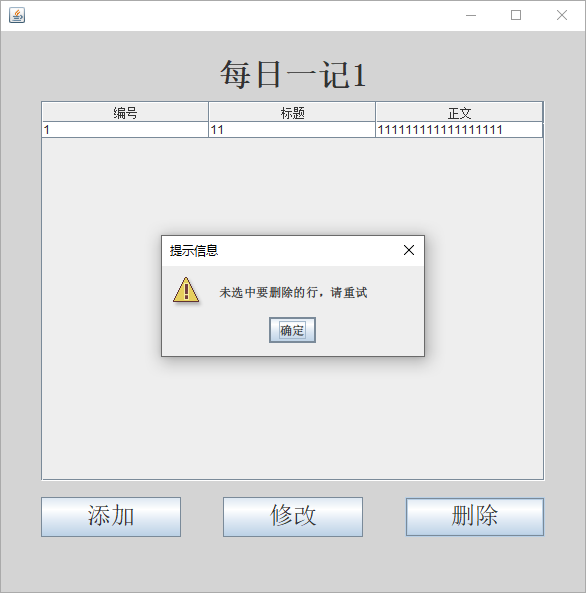 每日一记1
编号 标题 正文
1 11 111111111111111111
提示信息
未选中要删除的行，请重试
确定
添加 修改 删除